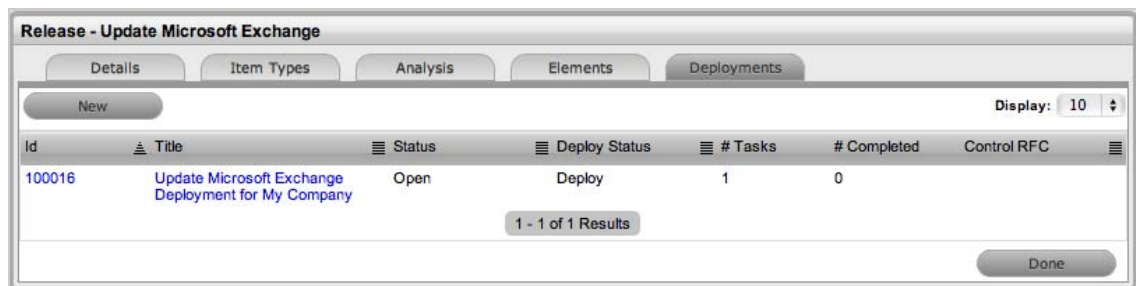 Release - Update Microsoft Exchange
Details Item Types Analysis Elements Deployments
New Display: 10
Id Title Status Deploy Status # Tasks # Completed Control RFC
100016 Update Microsoft Exchange Open Deploy 1 0
Deployment for My Company
1 - 1 of 1 Results
Done